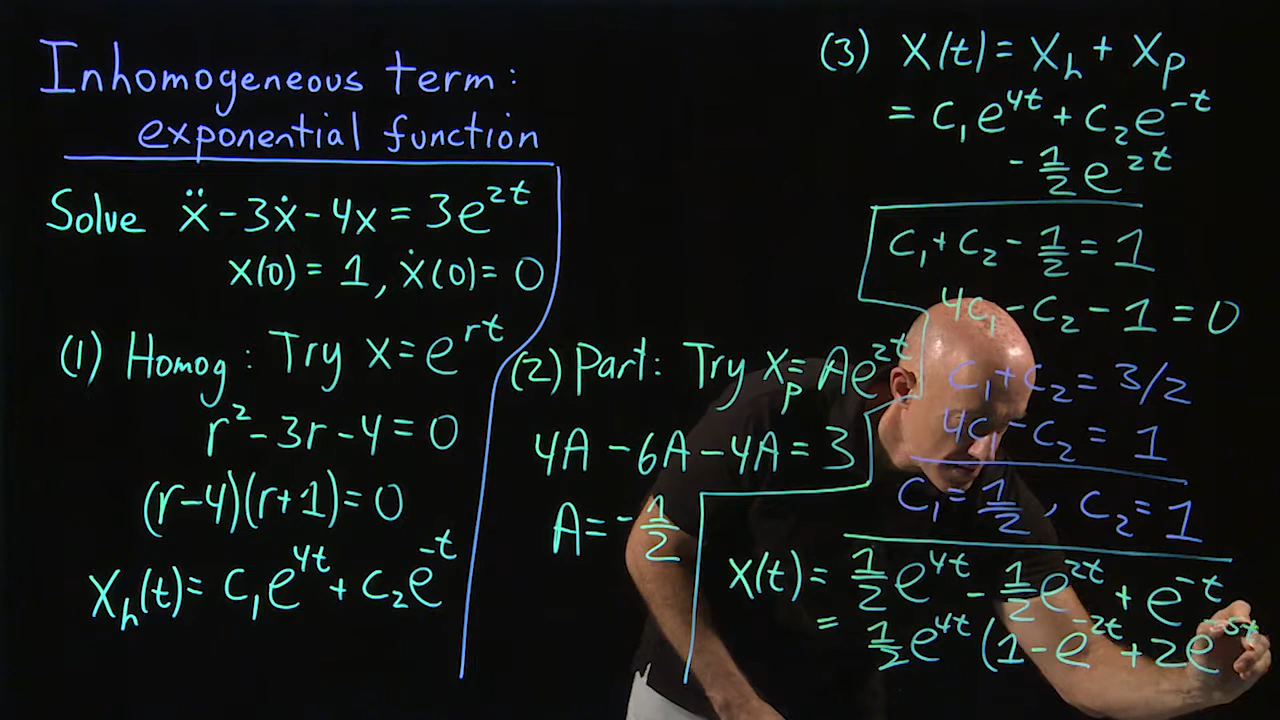 Inhomogeneous term:
exponential function
Solve ẍ - 3ẋ - 4x = 3e^{2t}
x(0) = 1, ẋ(0) = 0
(1) Homog: Try x = e^{rt}
r² - 3r - 4 = 0
(r-4)(r+1) = 0
x_h(t) = c₁e^{4t} + c₂e^{-t}
(2) Part: Try x_p = Ae^{2t}
4A - 6A - 4A = 3
A = -1/2
(3) x(t) = x_h + x_p
= c₁e^{4t} + c₂e^{-t}
- 1/2 e^{2t}
c₁ + c₂ - 1/2 = 1
4c₁ - c₂ - 1 = 0
c₁ + c₂ = 3/2
4c₁ - c₂ = 1
c₁ = 1/2, c₂ = 1
x(t) = 1/2 e^{4t} - 1/2 e^{2t} + e^{-t}
= 1/2 e^{4t} (1 - e^{-2t} + 2e^{-5t}